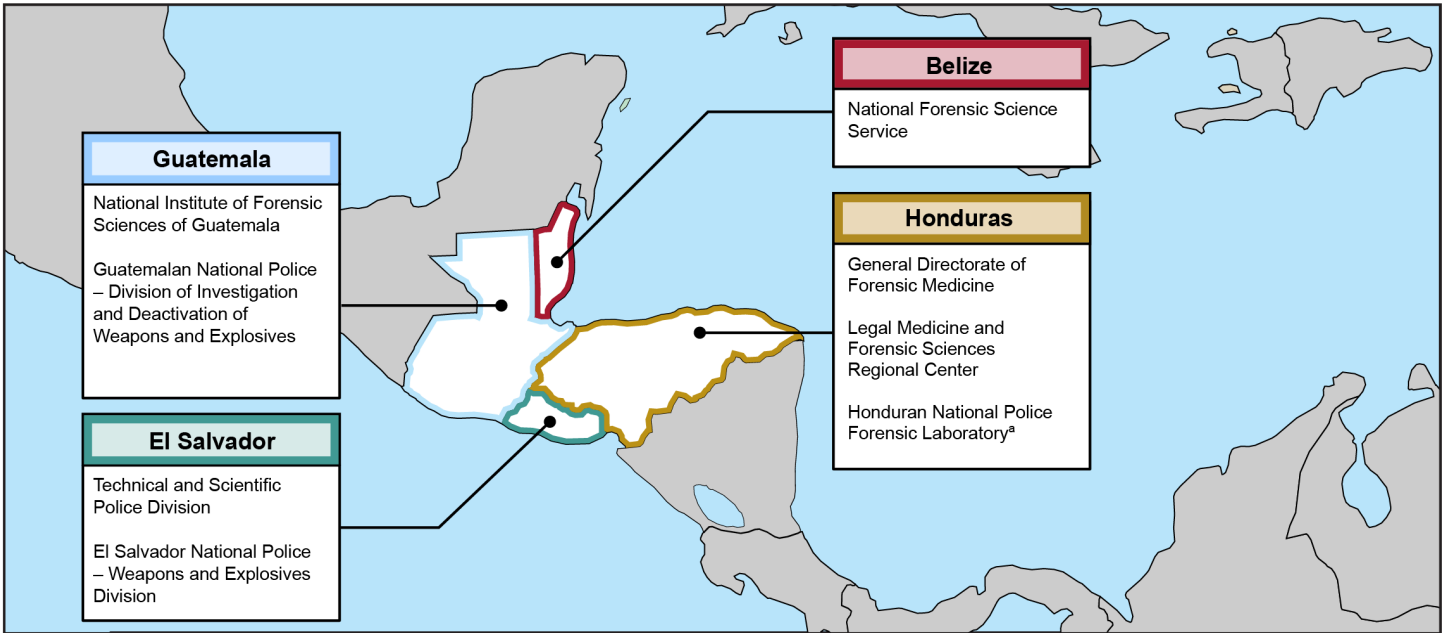 Guatemala
National Institute of Forensic
Sciences of Guatemala
Guatemalan National Police
– Division of Investigation
and Deactivation of
Weapons and Explosives
El Salvador
Technical and Scientific
Police Division
El Salvador National Police
– Weapons and Explosives
Division
Belize
National Forensic Science
Service
Honduras
General Directorate of
Forensic Medicine
Legal Medicine and
Forensic Sciences
Regional Center
Honduran National Police
Forensic Laboratoryᵃ